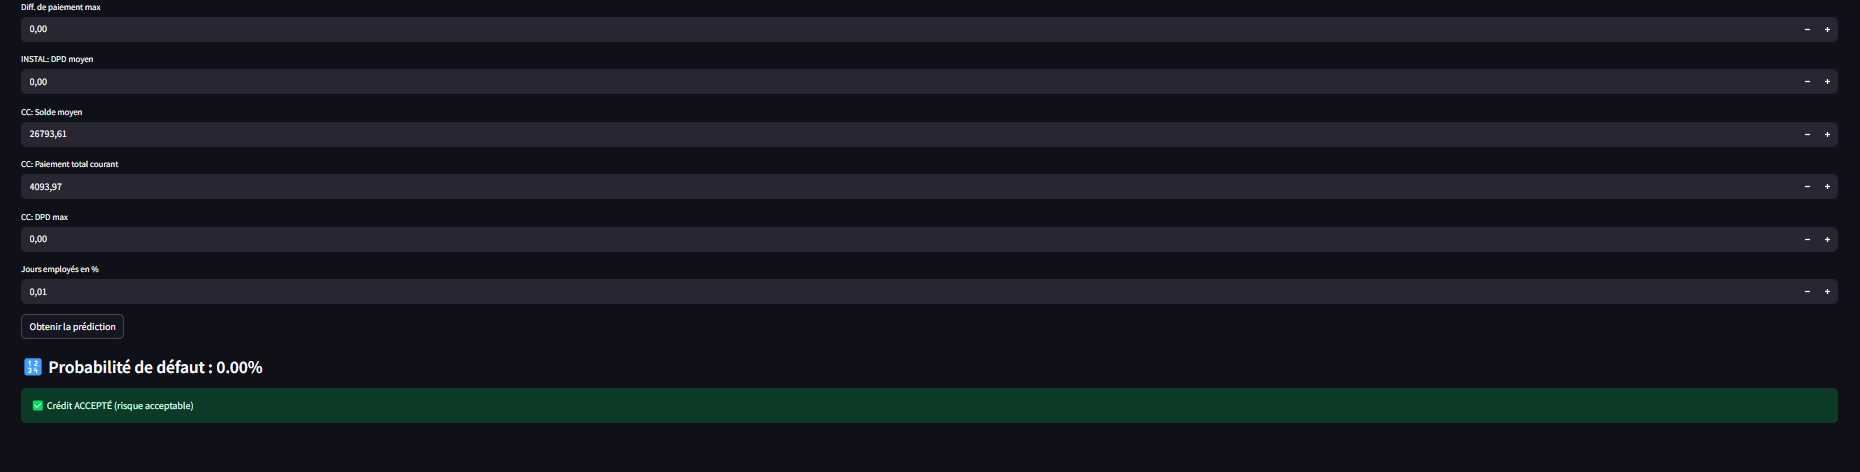 Diff. de paiement max
0,00
INSTAL: DPD moyen
0,00
CC: Solde moyen
26793,61
CC: Paiement total courant
4093,97
CC: DPD max
0,00
Jours employés en %
0,01
Obtenir la prédiction
🔢 Probabilité de défaut : 0.00%
✅ Crédit ACCEPTÉ (risque acceptable)